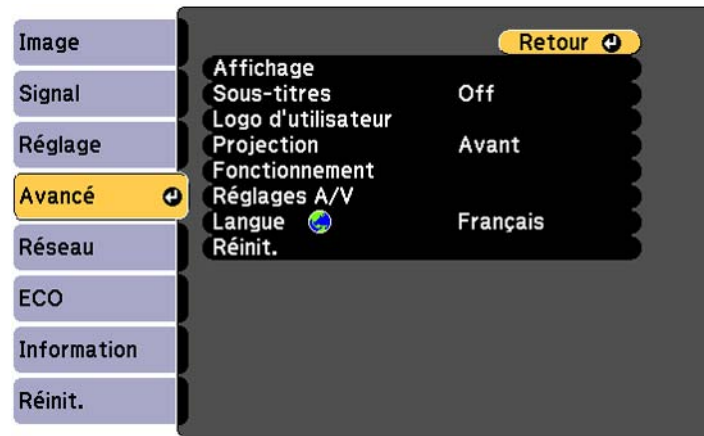 Image
Signal
Réglage
Avancé
Réseau
ECO
Information
Réinit.
Retour
Affichage
Sous-titres Off
Logo d'utilisateur
Projection Avant
Fonctionnement
Réglages A/V
Langue Français
Réinit.